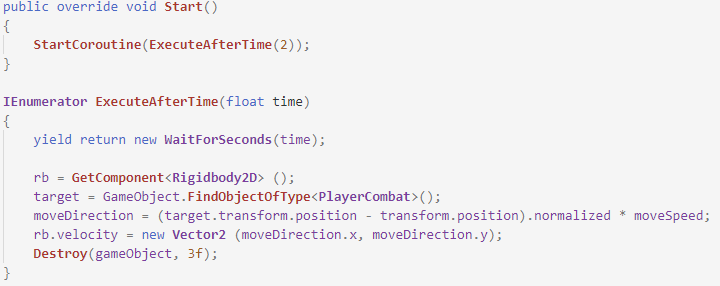 public override void Start()
{
    StartCoroutine(ExecuteAfterTime(2));
}

IEnumerator ExecuteAfterTime(float time)
{
    yield return new WaitForSeconds(time);

    rb = GetComponent<Rigidbody2D> ();
    target = GameObject.FindObjectOfType<PlayerCombat>();
    moveDirection = (target.transform.position - transform.position).normalized * moveSpeed;
    rb.velocity = new Vector2 (moveDirection.x, moveDirection.y);
    Destroy(gameObject, 3f);
}